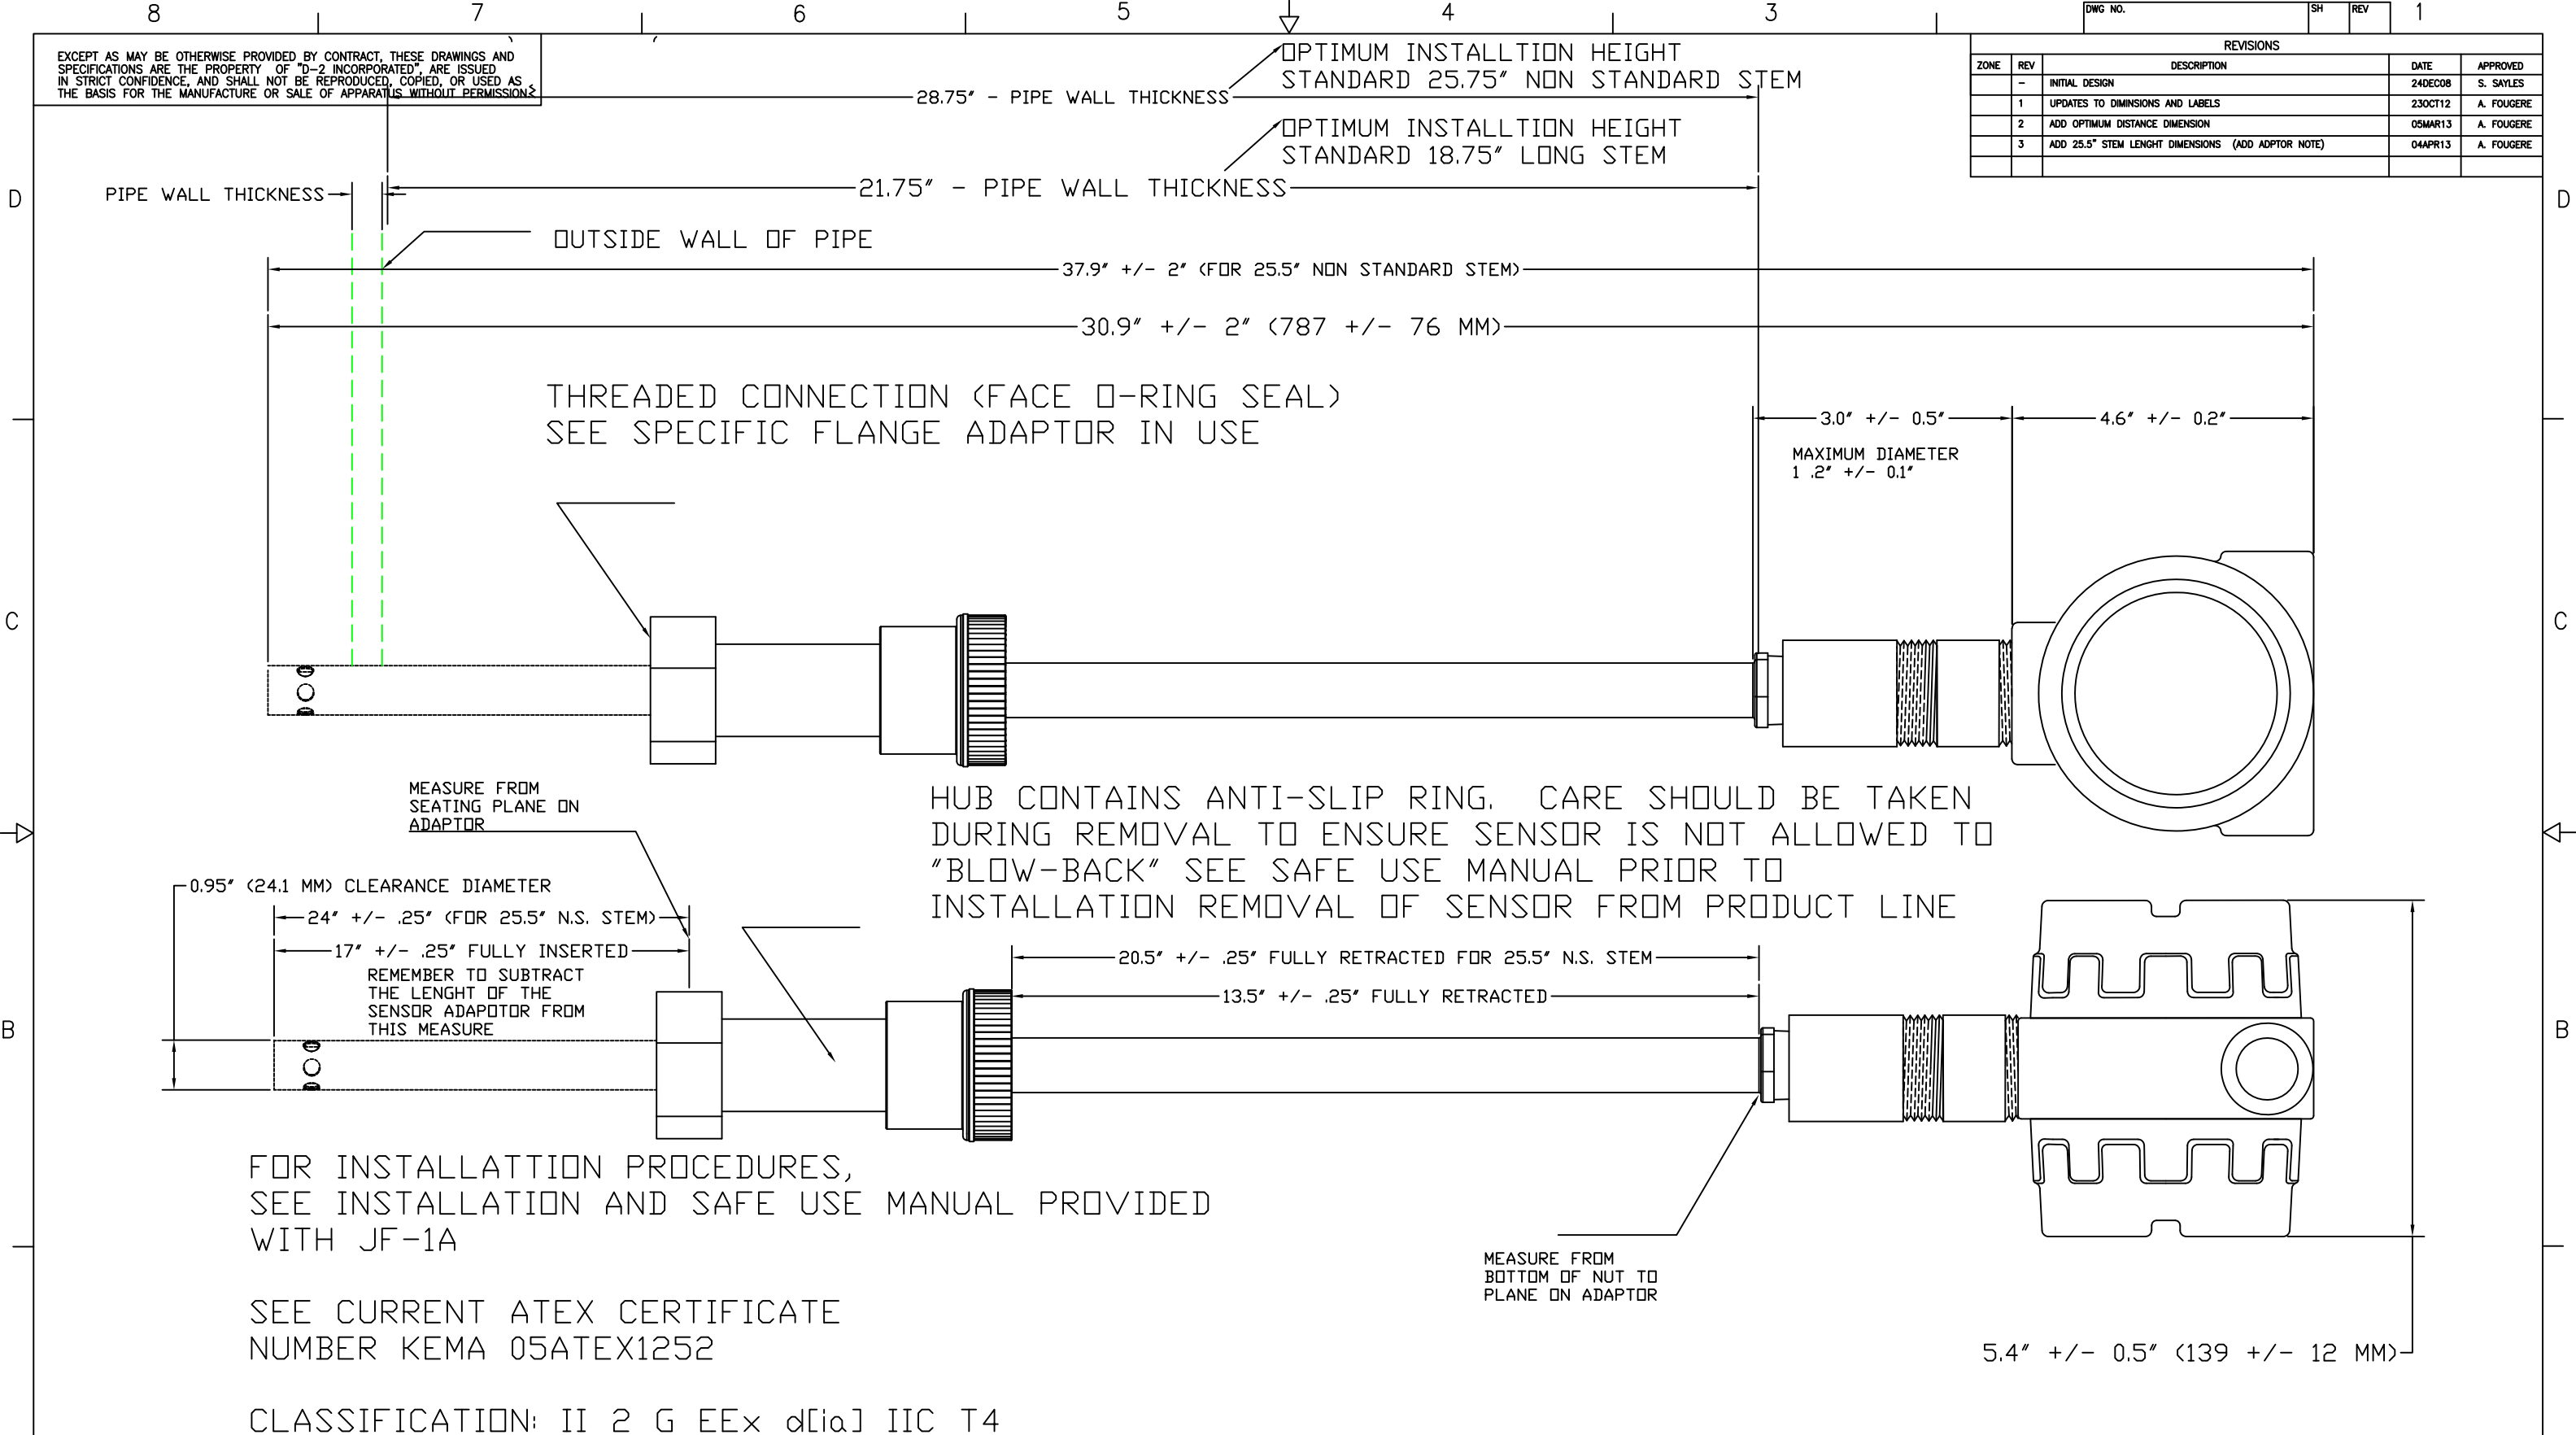 8 7 6 5 4 3 1
DWG NO. SH REV
EXCEPT AS MAY BE OTHERWISE PROVIDED BY CONTRACT, THESE DRAWINGS AND
SPECIFICATIONS ARE THE PROPERTY OF "D-2 INCORPORATED", ARE ISSUED
IN STRICT CONFIDENCE, AND SHALL NOT BE REPRODUCED, COPIED, OR USED AS
THE BASIS FOR THE MANUFACTURE OR SALE OF APPARATUS WITHOUT PERMISSION
REVISIONS
ZONE REV DESCRIPTION DATE APPROVED
- INITIAL DESIGN 24DEC08 S. SAYLES
1 UPDATES TO DIMINSIONS AND LABELS 23OCT12 A. FOUGERE
2 ADD OPTIMUM DISTANCE DIMENSION 05MAR13 A. FOUGERE
3 ADD 25.5" STEM LENGHT DIMENSIONS (ADD ADPTOR NOTE) 04APR13 A. FOUGERE
OPTIMUM INSTALLTION HEIGHT
STANDARD 25.75" NON STANDARD STEM
28.75" - PIPE WALL THICKNESS
OPTIMUM INSTALLTION HEIGHT
STANDARD 18.75" LONG STEM
PIPE WALL THICKNESS
21.75" - PIPE WALL THICKNESS
D D
OUTSIDE WALL OF PIPE
37.9" +/- 2" (FOR 25.5" NON STANDARD STEM)
30.9" +/- 2" (787 +/- 76 MM)
THREADED CONNECTION (FACE O-RING SEAL)
SEE SPECIFIC FLANGE ADAPTOR IN USE
3.0" +/- 0.5"
4.6" +/- 0.2"
MAXIMUM DIAMETER
1 .2" +/- 0.1"
C C
MEASURE FROM
SEATING PLANE ON
ADAPTOR
HUB CONTAINS ANTI-SLIP RING. CARE SHOULD BE TAKEN
DURING REMOVAL TO ENSURE SENSOR IS NOT ALLOWED TO
"BLOW-BACK" SEE SAFE USE MANUAL PRIOR TO
INSTALLATION REMOVAL OF SENSOR FROM PRODUCT LINE
0.95" (24.1 MM) CLEARANCE DIAMETER
24" +/- .25" (FOR 25.5" N.S. STEM)
17" +/- .25" FULLY INSERTED
REMEMBER TO SUBTRACT
THE LENGHT OF THE
SENSOR ADAPOTOR FROM
THIS MEASURE
20.5" +/- .25" FULLY RETRACTED FOR 25.5" N.S. STEM
13.5" +/- .25" FULLY RETRACTED
B B
FOR INSTALLATTION PROCEDURES,
SEE INSTALLATION AND SAFE USE MANUAL PROVIDED
WITH JF-1A
MEASURE FROM
BOTTOM OF NUT TO
PLANE ON ADAPTOR
SEE CURRENT ATEX CERTIFICATE
NUMBER KEMA 05ATEX1252
5.4" +/- 0.5" (139 +/- 12 MM)
CLASSIFICATION: II 2 G EEx d[ia] IIC T4